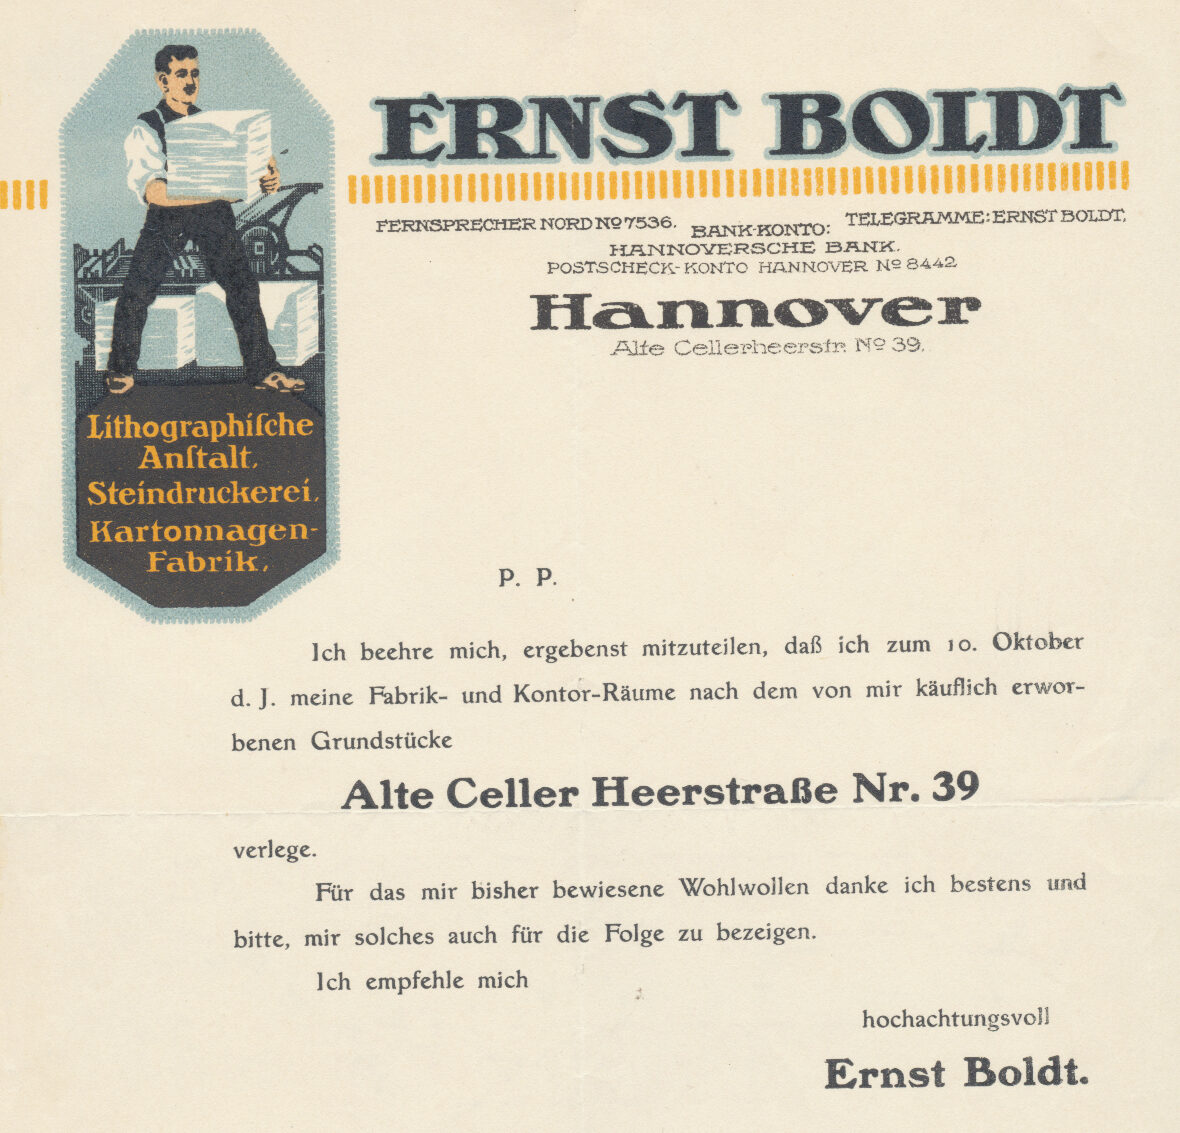 ERNST BOLDT
FERNSPRECHER NORD Nº 7536. BANK-KONTO: TELEGRAMME: ERNST BOLDT,
HANNOVERSCHE BANK.
POSTSCHECK-KONTO HANNOVER Nº 8442
Hannover
Alte Cellerheerstr. Nº 39.
Lithographiſche
Anſtalt.
Steindruckerei.
Kartonnagen-
Fabrik.
P. P.
Ich beehre mich, ergebenst mitzuteilen, daß ich zum 10. Oktober
d. J. meine Fabrik- und Kontor-Räume nach dem von mir käuflich erwor-
benen Grundstücke
Alte Celler Heerstraße Nr. 39
verlege.
Für das mir bisher bewiesene Wohlwollen danke ich bestens und
bitte, mir solches auch für die Folge zu bezeigen.
Ich empfehle mich
hochachtungsvoll
Ernst Boldt.